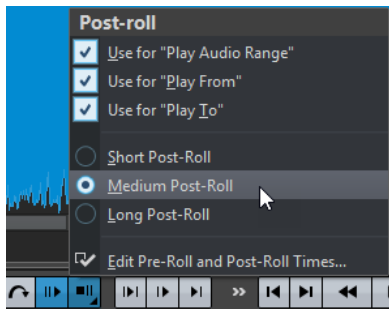 Post-roll
Use for "Play Audio Range"
Use for "Play From"
Use for "Play To"
Short Post-Roll
Medium Post-Roll
Long Post-Roll
Edit Pre-Roll and Post-Roll Times...